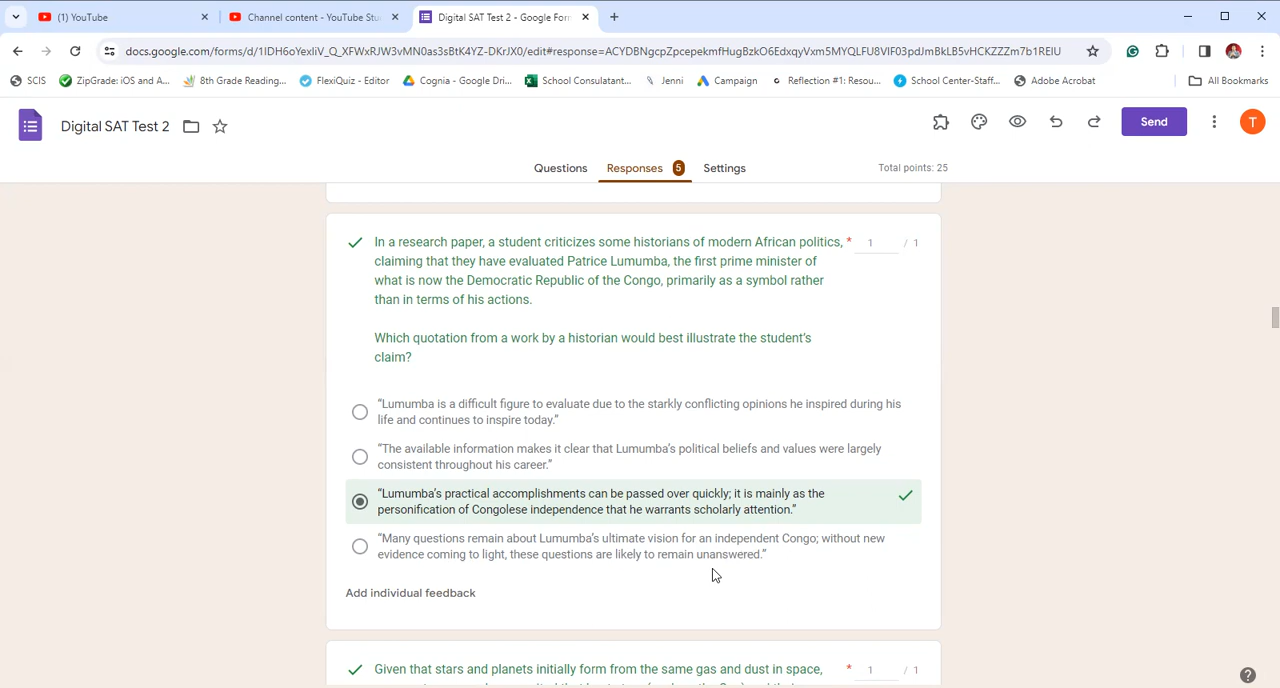 (1) YouTube
Channel content - YouTube Stu
Digital SAT Test 2 - Google For
docs.google.com/forms/d/1IDH6oYexIiV_Q_XFWxRJW3vMN0as3sBtK4YZ-DKrJX0/edit#response=ACYDBNgcpZpcepekmfHugBzkO6EdxqyVxm5MYQLFU8VIF03pdJmBkLB5vHCKZZZm7b1REIU
SCIS
ZipGrade: iOS and A...
8th Grade Reading...
FlexiQuiz - Editor
Cognia - Google Dri...
School Consulatant...
Jenni
Campaign
Reflection #1: Resou...
School Center-Staff...
Adobe Acrobat
All Bookmarks
Digital SAT Test 2
Send
T
Questions
Responses 5
Settings
Total points: 25
In a research paper, a student criticizes some historians of modern African politics, * 1 / 1
claiming that they have evaluated Patrice Lumumba, the first prime minister of
what is now the Democratic Republic of the Congo, primarily as a symbol rather
than in terms of his actions.
Which quotation from a work by a historian would best illustrate the student's
claim?
“Lumumba is a difficult figure to evaluate due to the starkly conflicting opinions he inspired during his
life and continues to inspire today.”
“The available information makes it clear that Lumumba’s political beliefs and values were largely
consistent throughout his career.”
“Lumumba’s practical accomplishments can be passed over quickly; it is mainly as the
personification of Congolese independence that he warrants scholarly attention.”
“Many questions remain about Lumumba’s ultimate vision for an independent Congo; without new
evidence coming to light, these questions are likely to remain unanswered.”
Add individual feedback
Given that stars and planets initially form from the same gas and dust in space, * 1 / 1